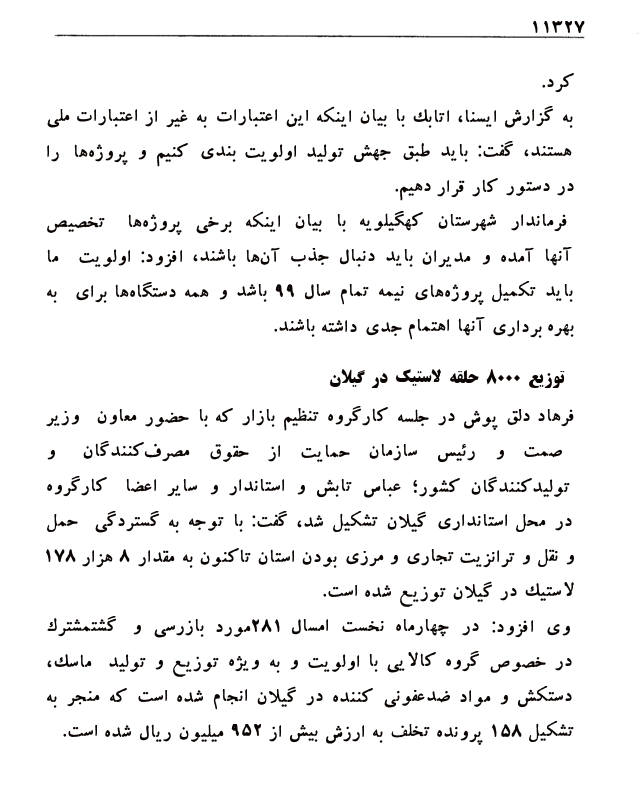 ۱۱۳۲۷
کرد.
به گزارش ایسنا، اتابك با بیان اینکه این اعتبارات به غیر از اعتبارات ملی
هستند، گفت: باید طبق جهش تولید اولویت بندی کنیم و پروژه‌ها را
در دستور کار قرار دهیم.
فرماندار شهرستان کهگیلویه با بیان اینکه برخی پروژه‌ها تخصیص
آنها آمده و مدیران باید دنبال جذب آن‌ها باشند، افزود: اولویت ما
باید تکمیل پروژه‌های نیمه تمام سال ۹۹ باشد و همه دستگاه‌ها برای به
بهره برداری آنها اهتمام جدی داشته باشند.
توزیع ۸۰۰۰ حلقه لاستیک در گیلان
فرهاد دلق پوش در جلسه کارگروه تنظیم بازار که با حضور معاون وزیر
صمت و رئیس سازمان حمایت از حقوق مصرف‌کنندگان و
تولیدکنندگان کشور؛ عباس تابش و استاندار و سایر اعضا کارگروه
در محل استانداری گیلان تشکیل شد، گفت: با توجه به گستردگی حمل
و نقل و ترانزیت تجاری و مرزی بودن استان تاکنون به مقدار ۸ هزار ۱۷۸
لاستیك در گیلان توزیع شده است.
وی افزود: در چهارماه نخست امسال ۲۸۱مورد بازرسی و گشتمشترك
در خصوص گروه کالایی با اولویت و به ویژه توزیع و تولید ماسك،
دستکش و مواد ضدعفونی کننده در گیلان انجام شده است که منجر به
تشکیل ۱۵۸ پرونده تخلف به ارزش بیش از ۹۵۲ میلیون ریال شده است.